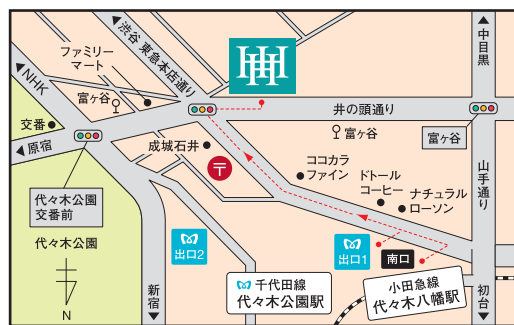 渋谷 東急本店通り
ファミリー
マート
NHK
富ヶ谷
交番
原宿
成城石井
〒
代々木公園
交番前
代々木公園
N
新宿
出口2
千代田線
代々木公園駅
井の頭通り
富ヶ谷
ココカラ
ファイン
ドトール
コーヒー
ナチュラル
ローソン
出口1
南口
小田急線
代々木八幡駅
中目黒
富ヶ谷
山手通り
初台
H